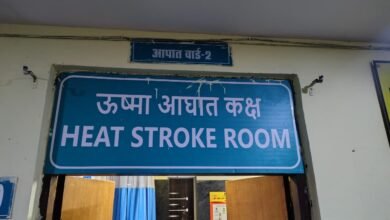 आपात वार्ड-2
ऊष्मा आघात कक्ष
HEAT STROKE ROOM